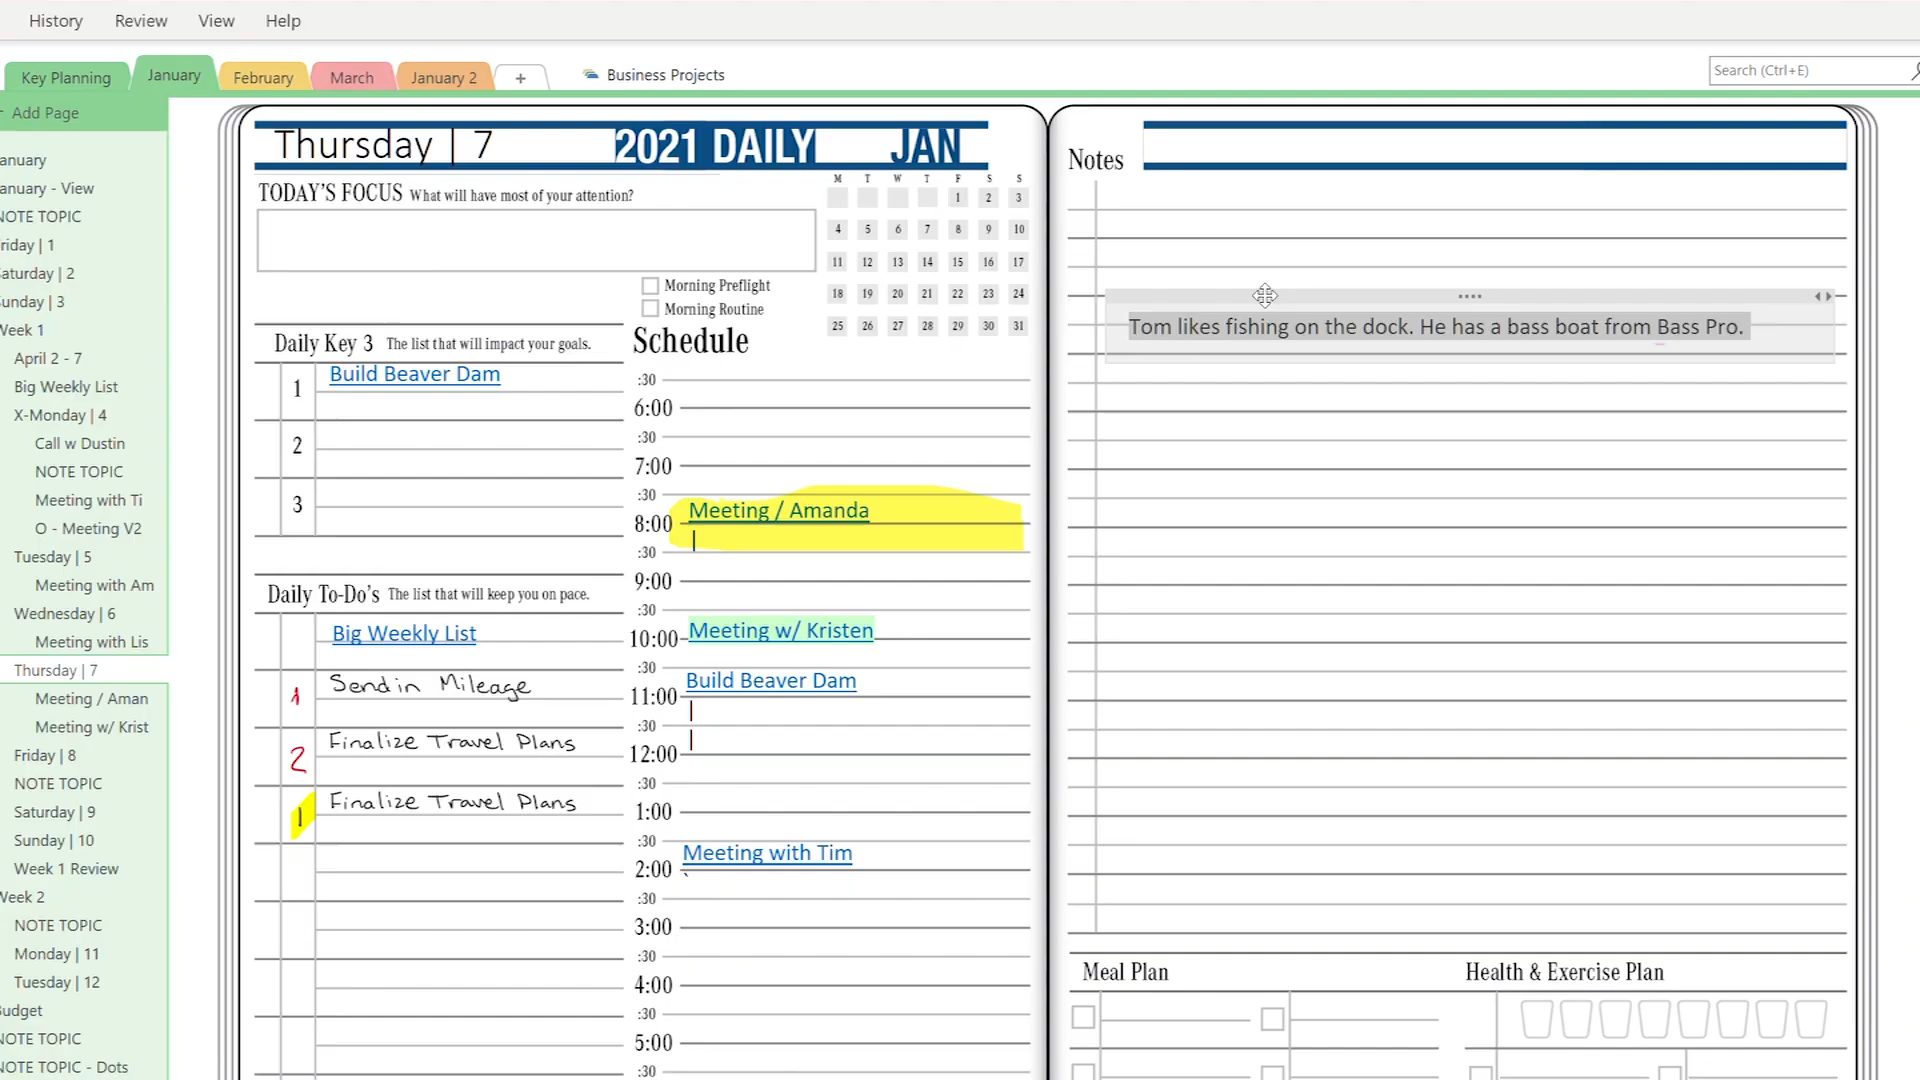 History Review View Help
Key Planning January February March January 2 + Business Projects Search (Ctrl+E)
Add Page
anuary
anuary - View
NOTE TOPIC
riday | 1
aturday | 2
unday | 3
Week 1
April 2 - 7
Big Weekly List
X-Monday | 4
Call w Dustin
NOTE TOPIC
Meeting with Ti
O - Meeting V2
Tuesday | 5
Meeting with Am
Wednesday | 6
Meeting with Lis
Thursday | 7
Meeting / Aman
Meeting w/ Krist
Friday | 8
NOTE TOPIC
Saturday | 9
Sunday | 10
Week 1 Review
Week 2
NOTE TOPIC
Monday | 11
Tuesday | 12
Budget
NOTE TOPIC
NOTE TOPIC - Dots
Thursday | 7 2021 DAILY JAN
TODAY'S FOCUS What will have most of your attention?
M T W T F S S
1 2 3
4 5 6 7 8 9 10
11 12 13 14 15 16 17
18 19 20 21 22 23 24
25 26 27 28 29 30 31
Morning Preflight
Morning Routine
Daily Key 3 The list that will impact your goals.
1 Build Beaver Dam
2
3
Daily To-Do's The list that will keep you on pace.
Big Weekly List
1 Send in Mileage
2 Finalize Travel Plans
1 Finalize Travel Plans
Schedule
:30
6:00
:30
7:00
:30
Meeting / Amanda
8:00
:30
9:00
:30
10:00 Meeting w/ Kristen
:30
Build Beaver Dam
11:00
:30
12:00
:30
1:00
:30
Meeting with Tim
2:00
:30
3:00
:30
4:00
:30
5:00
:30
Notes
Tom likes fishing on the dock. He has a bass boat from Bass Pro.
Meal Plan
Health & Exercise Plan